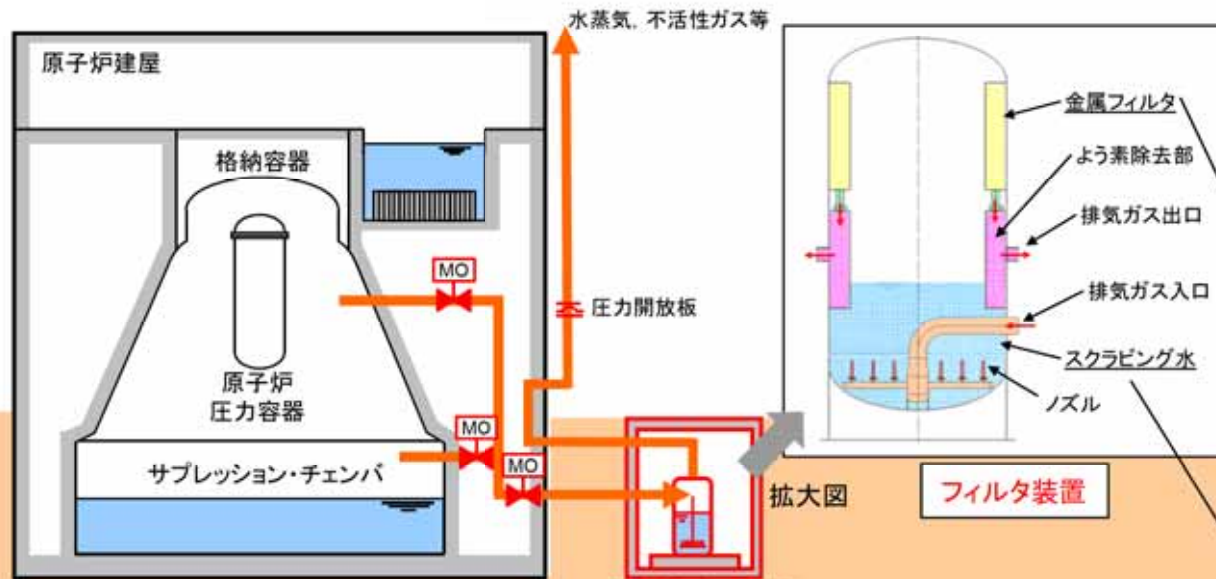 水蒸気，不活性ガス等
原子炉建屋
格納容器
MO
圧力開放板
原子炉
圧力容器
MO
サプレッション・チェンバ
MO
拡大図
金属フィルタ
よう素除去部
排気ガス出口
排気ガス入口
スクラビング水
ノズル
フィルタ装置